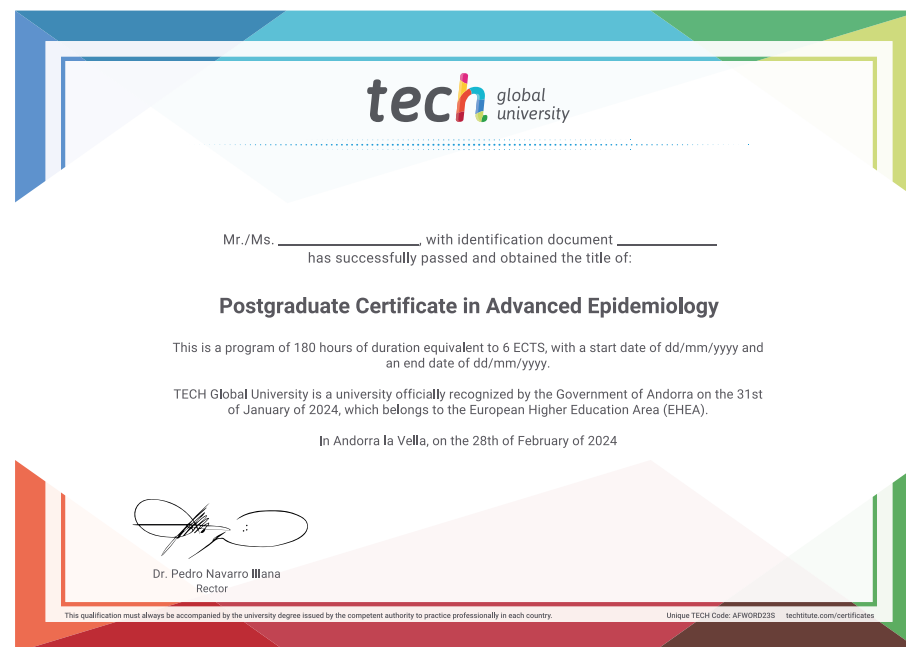 tech global university
Mr./Ms. ____________________, with identification document ______________
has successfully passed and obtained the title of:
Postgraduate Certificate in Advanced Epidemiology
This is a program of 180 hours of duration equivalent to 6 ECTS, with a start date of dd/mm/yyyy and
an end date of dd/mm/yyyy.
TECH Global University is a university officially recognized by the Government of Andorra on the 31st
of January of 2024, which belongs to the European Higher Education Area (EHEA).
In Andorra la Vella, on the 28th of February of 2024
Dr. Pedro Navarro Illana
Rector
This qualification must always be accompanied by the university degree issued by the competent authority to practice professionally in each country. Unique TECH Code: AFWORD23S techtitute.com/certificates